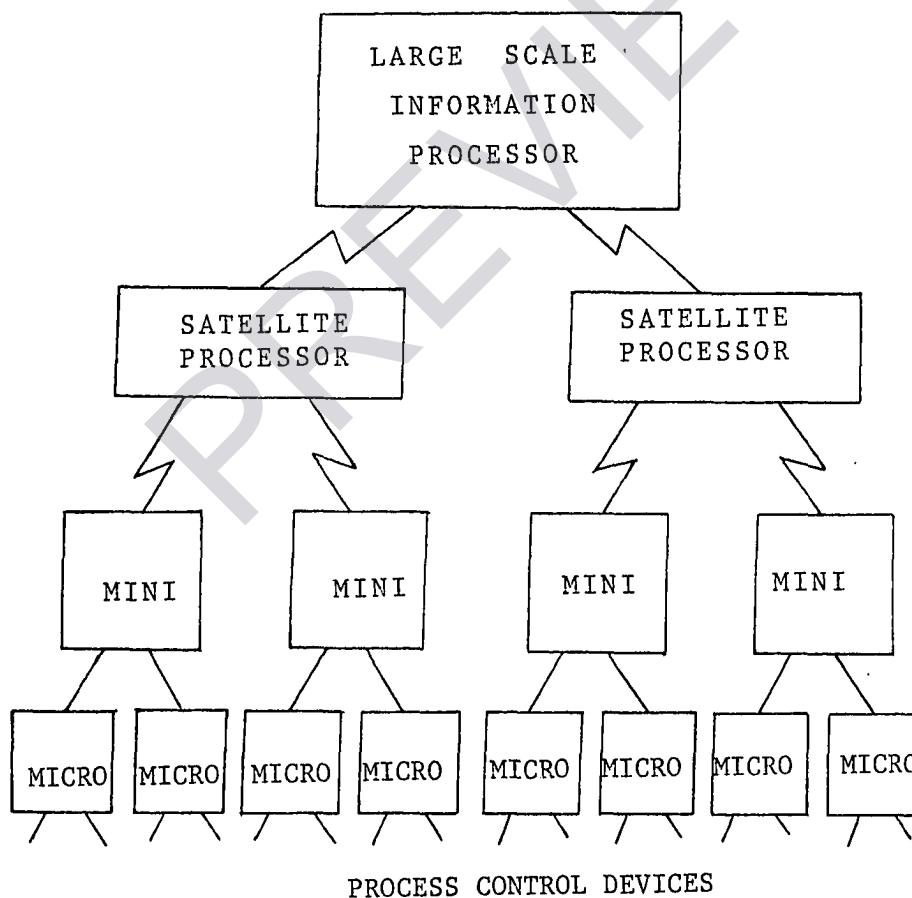 LARGE SCALE
INFORMATION
PROCESSOR
SATELLITE
PROCESSOR
SATELLITE
PROCESSOR
MINI
MINI
MINI
MINI
MICRO
MICRO
MICRO
MICRO
MICRO
MICRO
MICRO
MICRO
PROCESS CONTROL DEVICES
PREVIE